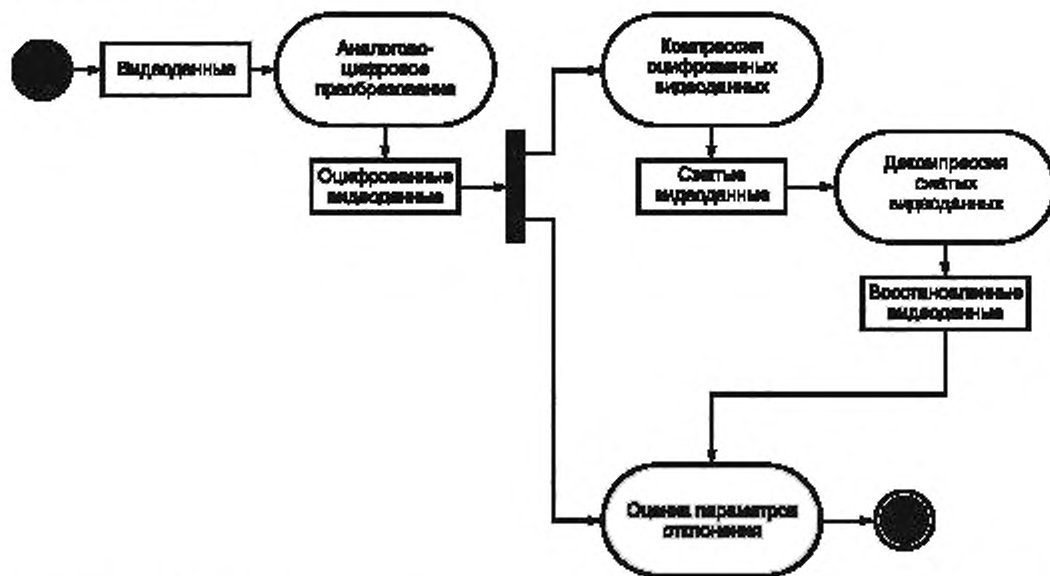 Видеоданные
Аналогово-
цифровое
преобразование
Оцифрованные
видеоданные
Компрессия
оцифрованных
видеоданных
Сжатые
видеоданные
Декомпрессия
сжатых
видеоданных
Восстановленные
видеоданные
Оценка параметров
отклонения